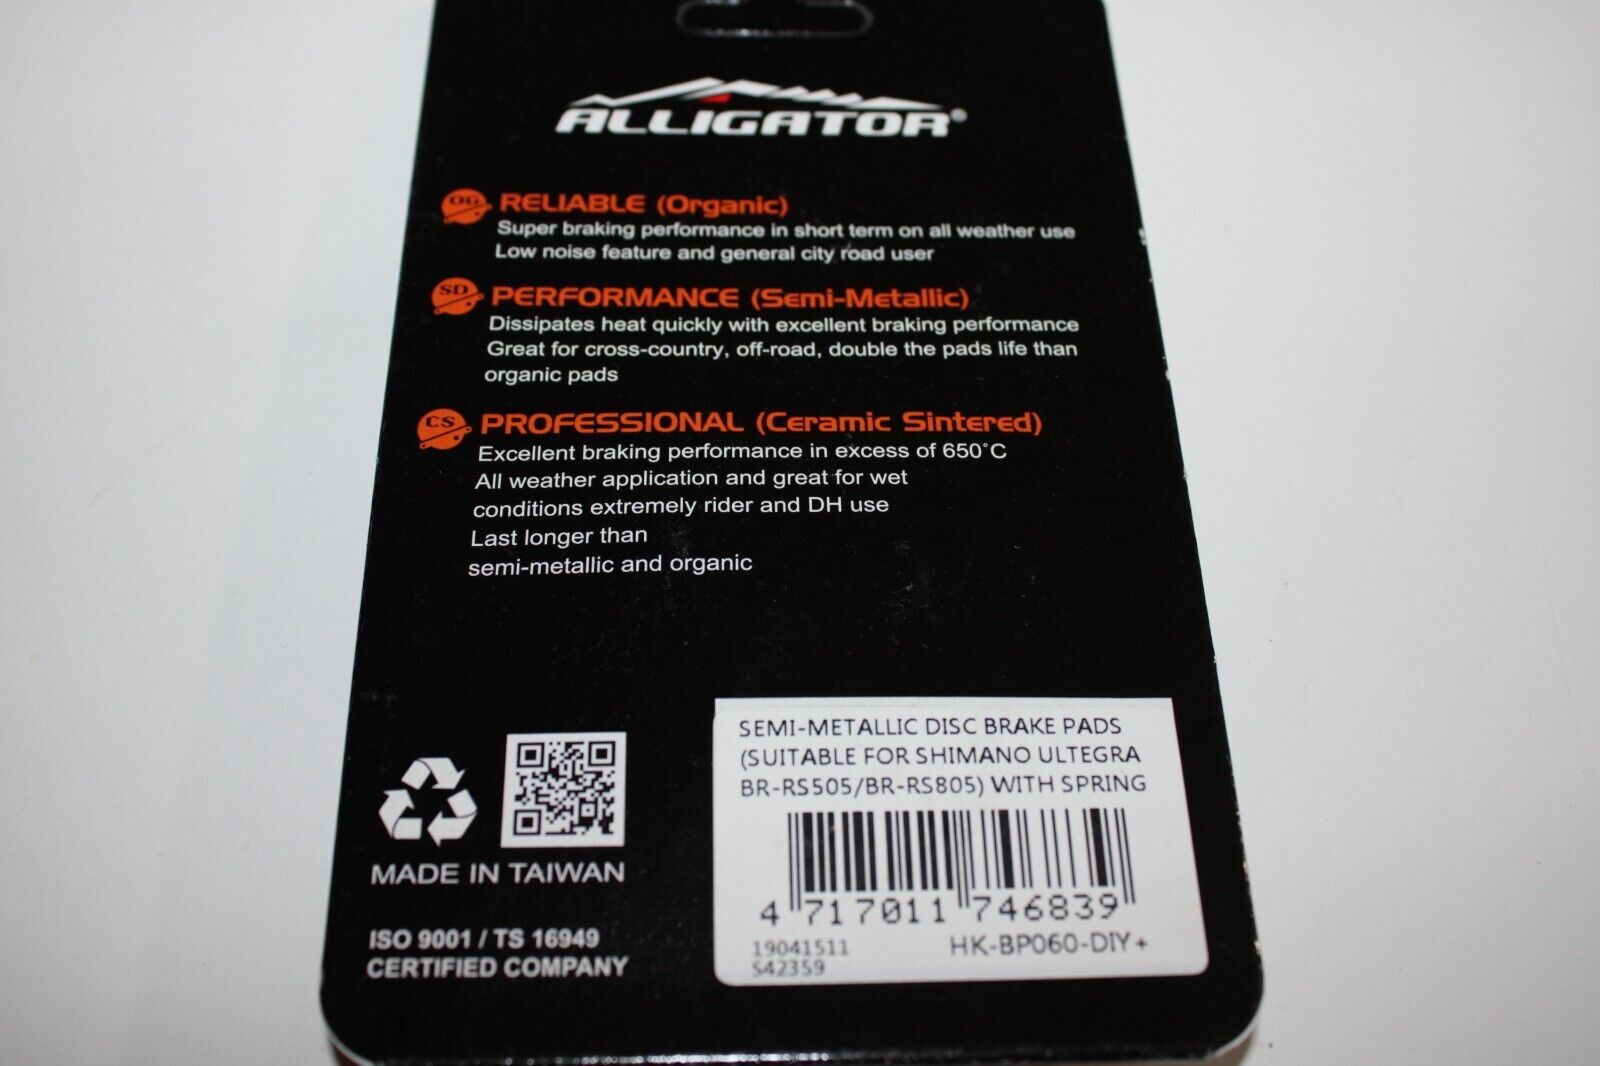 ALLIGATOR®
OG RELIABLE (Organic)
Super braking performance in short term on all weather use
Low noise feature and general city road user
SD PERFORMANCE (Semi-Metallic)
Dissipates heat quickly with excellent braking performance
Great for cross-country, off-road, double the pads life than
organic pads
CS PROFESSIONAL (Ceramic Sintered)
Excellent braking performance in excess of 650°C
All weather application and great for wet
conditions extremely rider and DH use
Last longer than
semi-metallic and organic
MADE IN TAIWAN
ISO 9001 / TS 16949
CERTIFIED COMPANY
SEMI-METALLIC DISC BRAKE PADS
(SUITABLE FOR SHIMANO ULTEGRA
BR-RS505/BR-RS805) WITH SPRING
4 717011 746839
19041511 HK-BP060-DIY+
S42359